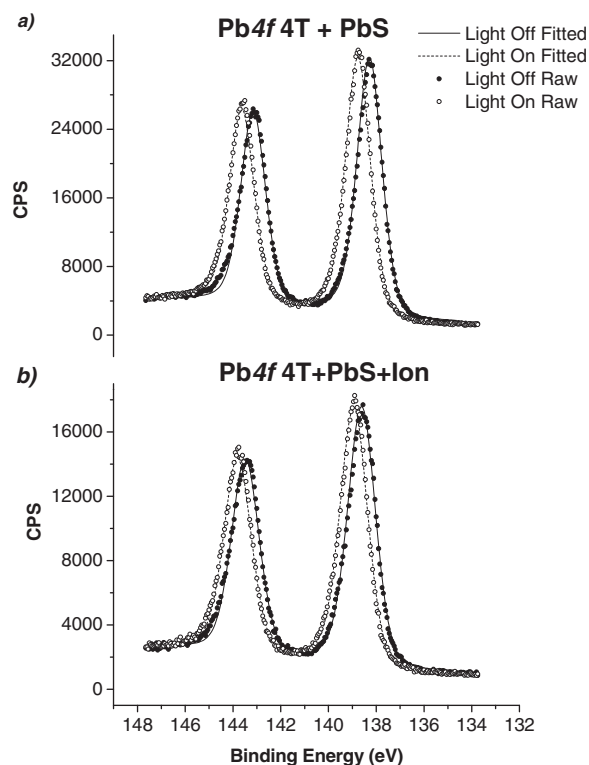 a)
Pb4f 4T + PbS
Light Off Fitted
Light On Fitted
Light Off Raw
Light On Raw
32000
24000
16000
8000
0
CPS
b)
Pb4f 4T+PbS+Ion
16000
12000
8000
4000
0
CPS
148 146 144 142 140 138 136 134 132
Binding Energy (eV)